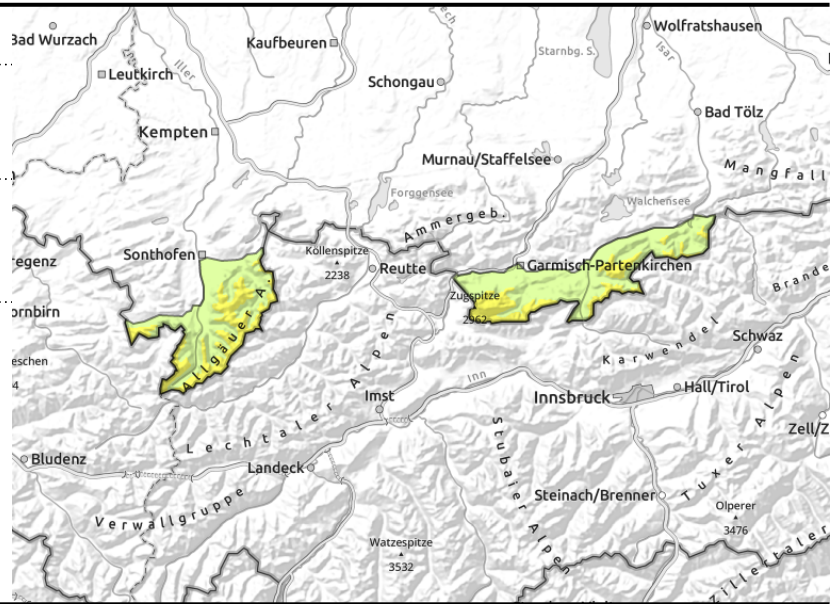 Bad Wurzach
Wolfratshausen
Kaufbeuren
Starnbg. S.
Isar
Leutkirch
Iller
Schongau
Bad Tölz
Kempten
Murnau/Staffelsee
Mangfall
Forggensee
Walchensee
Ammergeb.
Sonthofen
Köllenspitze
2238
Reutte
Garmisch-Partenkirchen
regenz
Zugspitze
2962
Brande
ornbirn
Allgäuer A.
Karwendel
Schwaz
eschen
4
Inn
Imst
Innsbruck
Hall/Tirol
Lechtaler Alpen
Zell/Z
Bludenz
Landeck
Stubaier Alpen
Tuxer Alpen
Steinach/Brenner
Olperer
3476
Verwallgruppe
Watzespitze
3532
Zillertaler